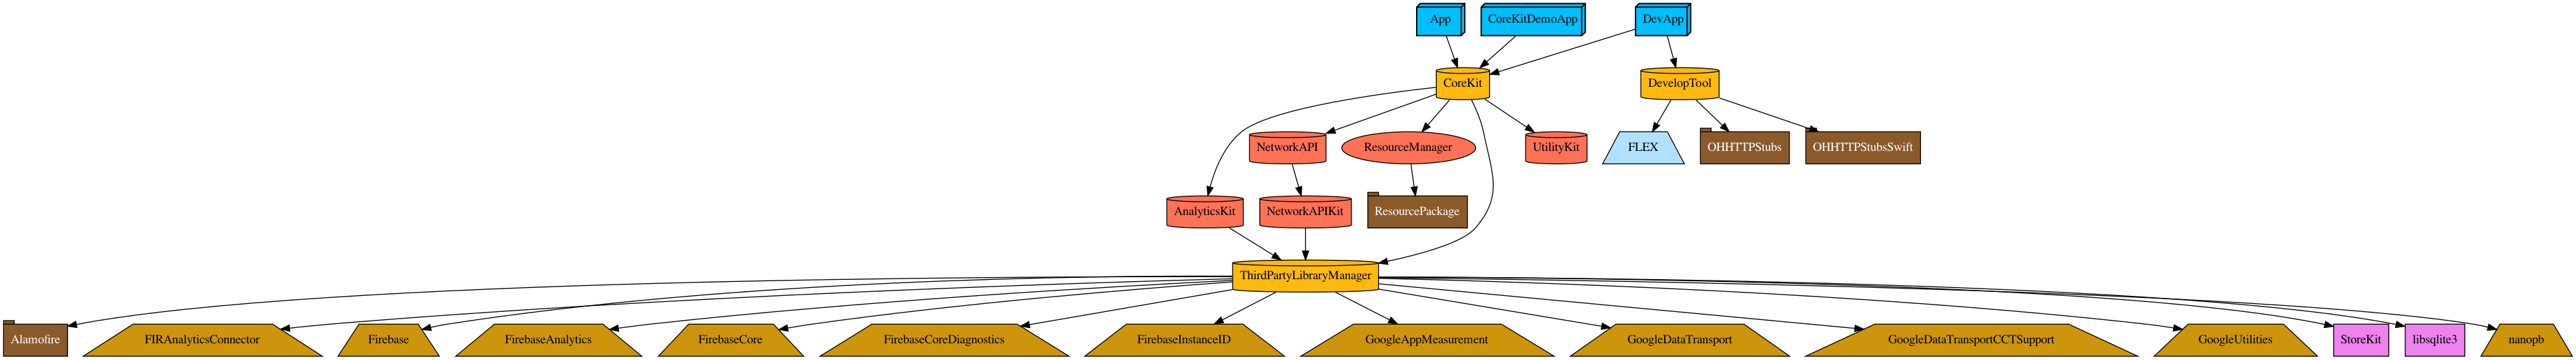 App
CoreKitDemoApp
DevApp
CoreKit
DevelopTool
NetworkAPI
ResourceManager
UtilityKit
FLEX
OHHTTPStubs
OHHTTPStubsSwift
AnalyticsKit
NetworkAPIKit
ResourcePackage
ThirdPartyLibraryManager
Alamofire
FIRAnalyticsConnector
Firebase
FirebaseAnalytics
FirebaseCore
FirebaseCoreDiagnostics
FirebaseInstanceID
GoogleAppMeasurement
GoogleDataTransport
GoogleDataTransportCCTSupport
GoogleUtilities
StoreKit
libsqlite3
nanopb